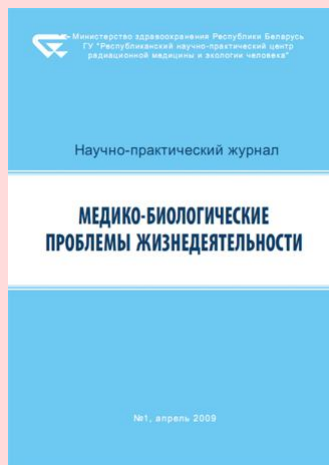 Министерство здравоохранения Республики Беларусь
ГУ "Республиканский научно-практический центр
радиационной медицины и экологии человека"
Научно-практический журнал
МЕДИКО-БИОЛОГИЧЕСКИЕ
ПРОБЛЕМЫ ЖИЗНЕДЕЯТЕЛЬНОСТИ
№1, апрель 2009